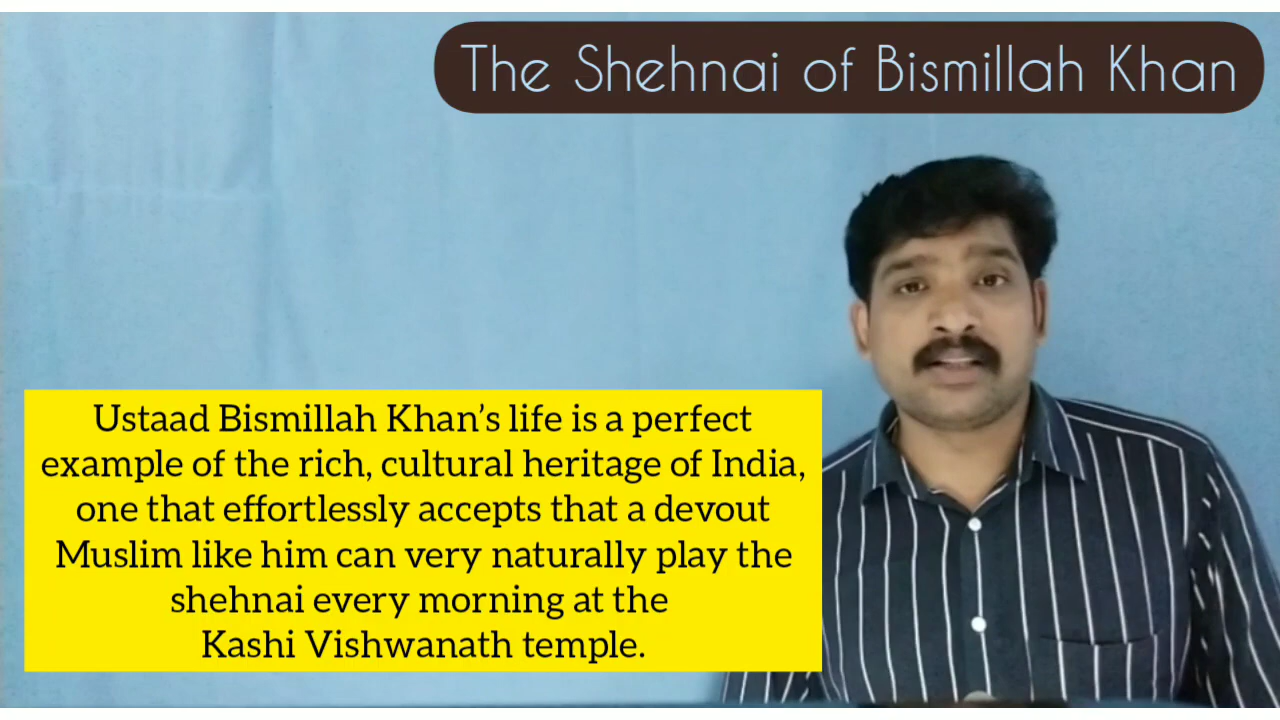 The Shehnai of Bismillah Khan
Ustaad Bismillah Khan’s life is a perfect
example of the rich, cultural heritage of India,
one that effortlessly accepts that a devout
Muslim like him can very naturally play the
shehnai every morning at the
Kashi Vishwanath temple.